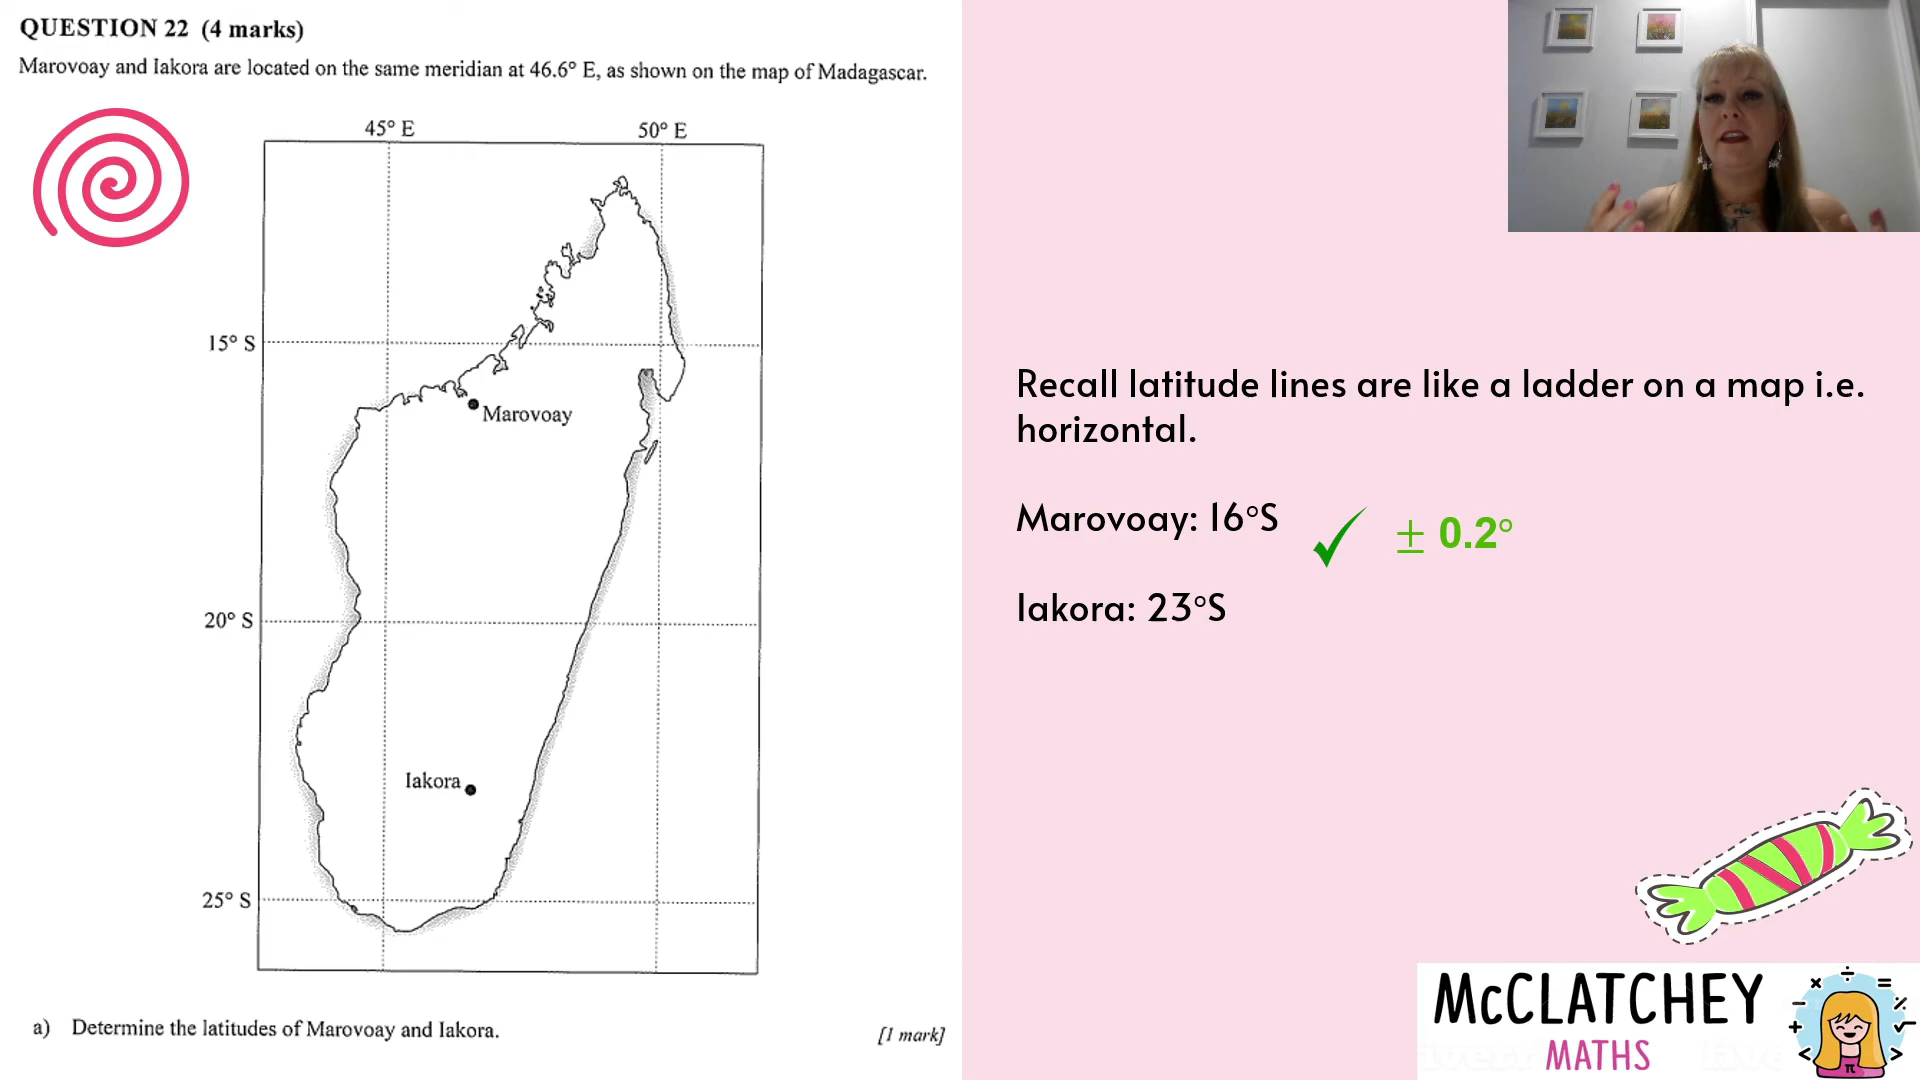 QUESTION 22 (4 marks)
Marovoay and Iakora are located on the same meridian at 46.6° E, as shown on the map of Madagascar.
45° E
50° E
15° S
Marovoay
20° S
Iakora
25° S
a) Determine the latitudes of Marovoay and Iakora.
[1 mark]
Recall latitude lines are like a ladder on a map i.e.
horizontal.
Marovoay: 16°S
± 0.2°
Iakora: 23°S
McCLATCHEY
MATHS